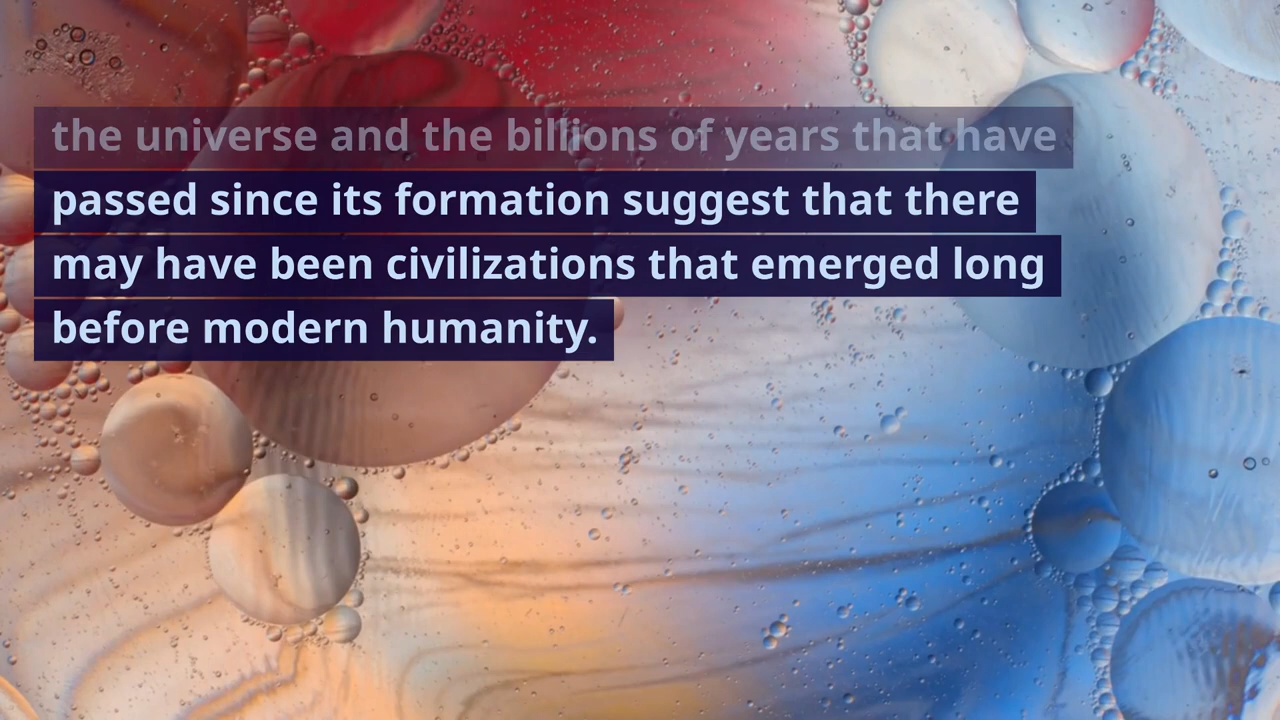 the universe and the billions of years that have
passed since its formation suggest that there
may have been civilizations that emerged long
before modern humanity.